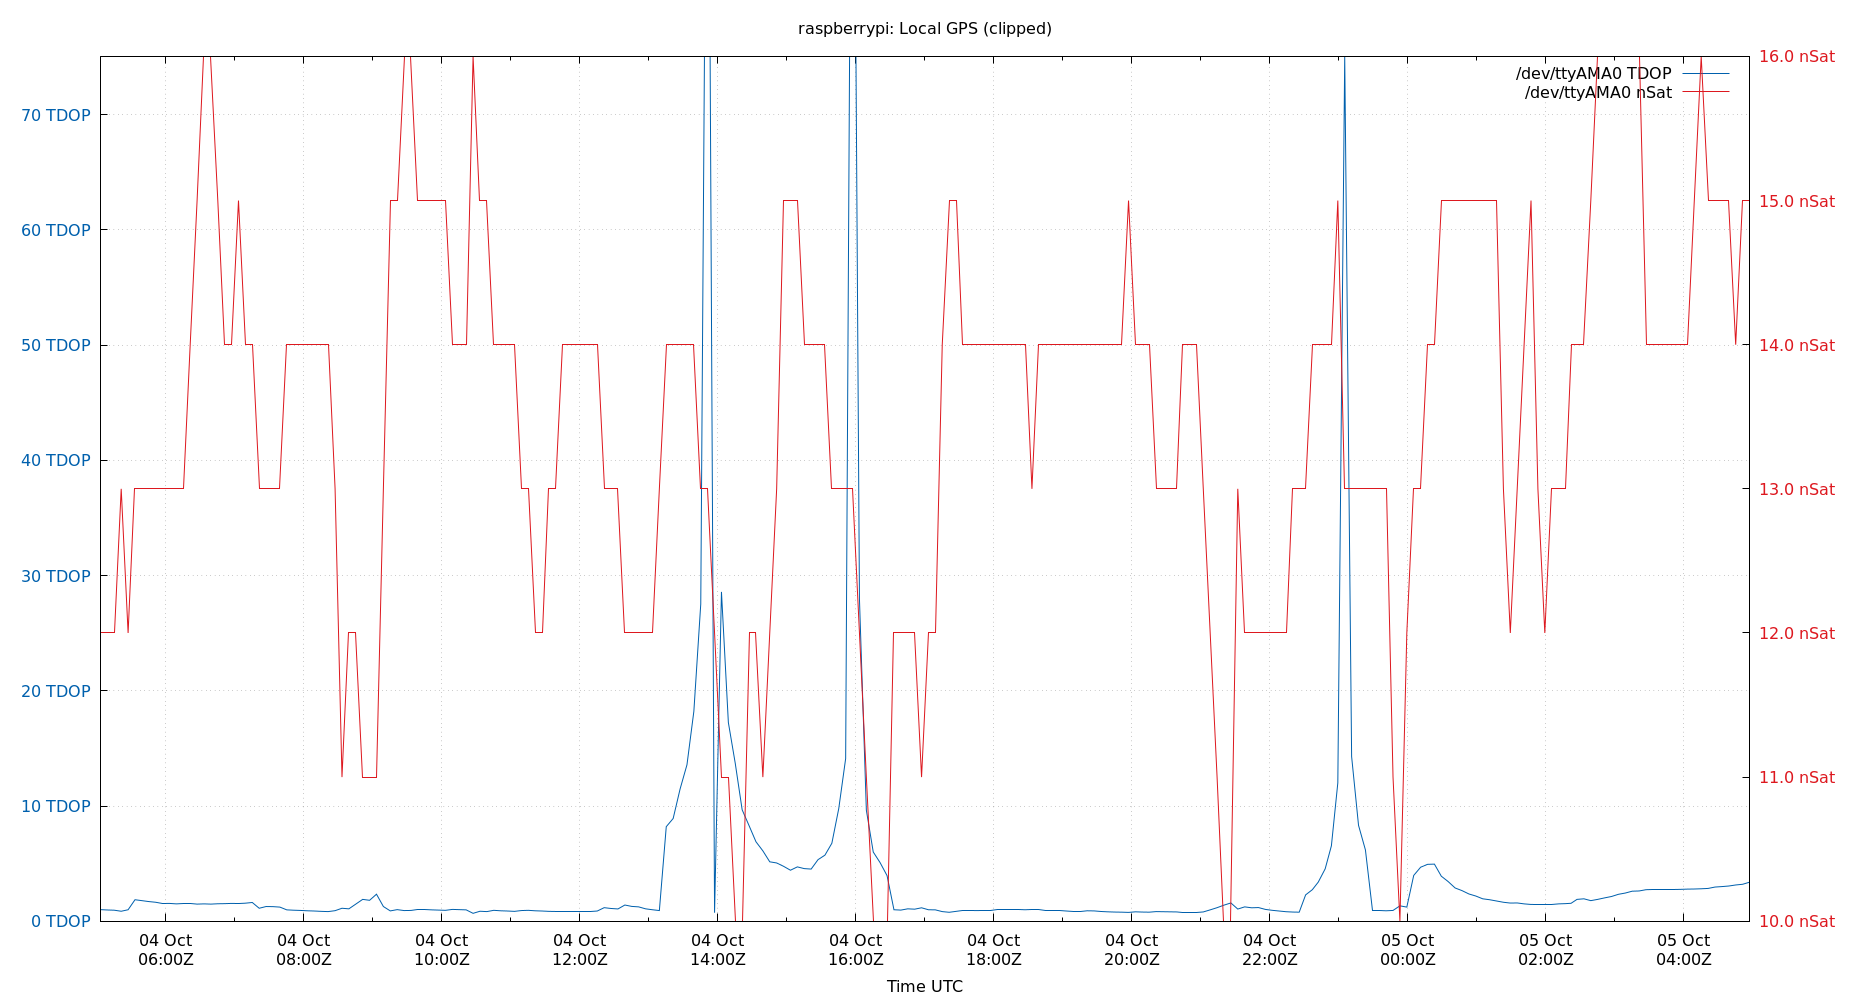 raspberrypi: Local GPS (clipped)
16.0 nSat
/dev/ttyAMA0 TDOP
/dev/ttyAMA0 nSat
70 TDOP
15.0 nSat
60 TDOP
50 TDOP
14.0 nSat
40 TDOP
13.0 nSat
30 TDOP
12.0 nSat
20 TDOP
11.0 nSat
10 TDOP
0 TDOP
10.0 nSat
04 Oct 04 Oct 04 Oct 04 Oct 04 Oct 04 Oct 04 Oct 04 Oct 04 Oct 05 Oct 05 Oct 05 Oct
06:00Z 08:00Z 10:00Z 12:00Z 14:00Z 16:00Z 18:00Z 20:00Z 22:00Z 00:00Z 02:00Z 04:00Z
Time UTC